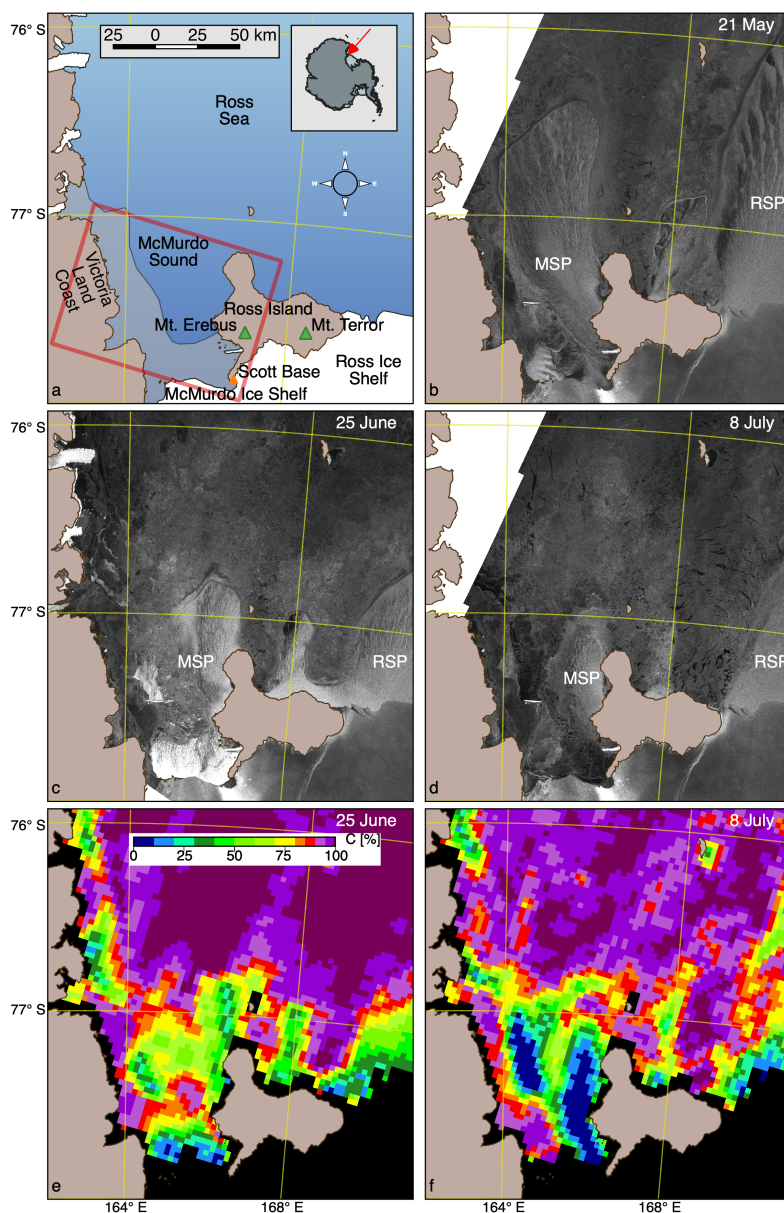 76° S
25 0 25 50 km
Ross
Sea
N
W E
S
77° S
McMurdo
Sound
Victoria
Land
Coast
Ross Island
Mt. Erebus
Mt. Terror
Ross Ice
Shelf
Scott Base
McMurdo Ice Shelf
a
21 May
RSP
MSP
b
76° S
25 June
77° S
MSP
RSP
c
8 July
MSP
RSP
d
76° S
25 June
C [%]
0 25 50 75 100
77° S
e
164° E
168° E
8 July
f
164° E
168° E